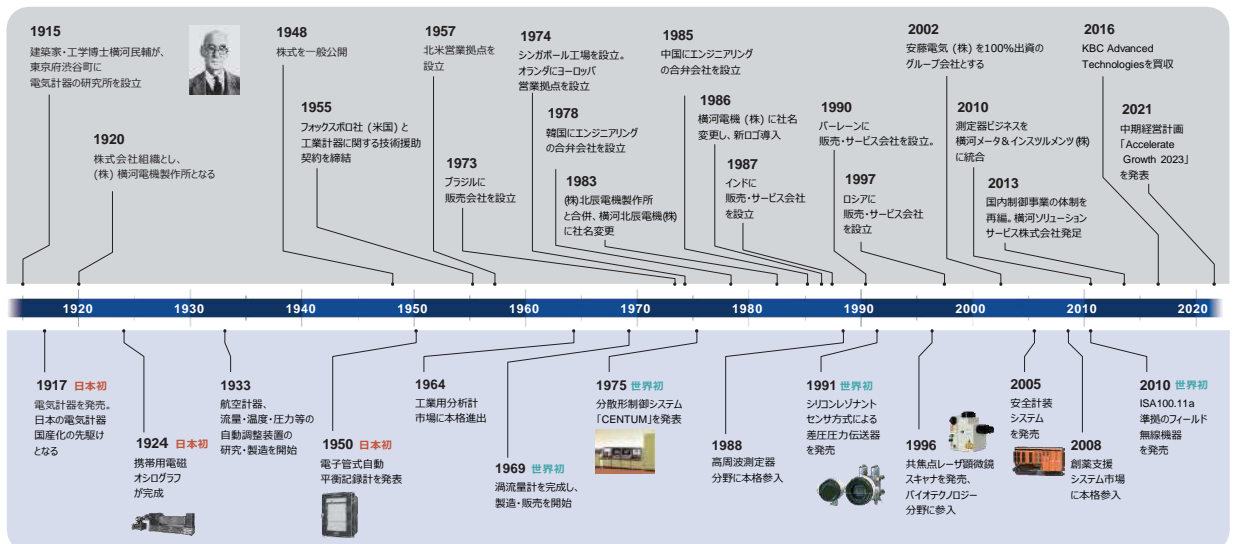 1915
建築家・工学博士横河民輔が、
東京府渋谷町に
電気計器の研究所を設立
1920
株式会社組織とし、
(株) 横河電機製作所となる
1948
株式を一般公開
1955
フォックスボロ社 (米国) と
工業計器に関する技術援助
契約を締結
1957
北米営業拠点を
設立
1973
ブラジルに
販売会社を設立
1974
シンガポール工場を設立。
オランダにヨーロッパ
営業拠点を設立
1978
韓国にエンジニアリング
の合弁会社を設立
1983
(株)北辰電機製作所
と合併、横河北辰電機(株)
に社名変更
1985
中国にエンジニアリング
の合弁会社を設立
1986
横河電機 (株) に社名
変更し、新ロゴ導入
1987
インドに
販売・サービス会社
を設立
1990
バーレーンに
販売・サービス会社を設立。
1997
ロシアに
販売・サービス会社
を設立
2002
安藤電気 (株) を100%出資の
グループ会社とする
2010
測定器ビジネスを
横河メータ&インスツルメンツ(株)
に統合
2013
国内制御事業の体制を
再編。横河ソリューション
サービス株式会社発足
2016
KBC Advanced
Technologiesを買収
2021
中期経営計画
「Accelerate
Growth 2023」
を発表
1920 1930 1940 1950 1960 1970 1980 1990 2000 2010 2020
1917 日本初
電気計器を発売。
日本の電気計器
国産化の先駆け
となる
1924 日本初
携帯用電磁
オシログラフ
が完成
1933
航空計器、
流量・温度・圧力等の
自動調整装置の
研究・製造を開始
1950 日本初
電子管式自動
平衡記録計を発表
1964
工業用分析計
市場に本格進出
1969 世界初
渦流量計を完成し、
製造・販売を開始
1975 世界初
分散形制御システム
「CENTUM」を発表
1988
高周波測定器
分野に本格参入
1991 世界初
シリコンレゾナント
センサ方式による
差圧圧力伝送器
を発売
1996
共焦点レーザ顕微鏡
スキャナを発売、
バイオテクノロジー
分野に参入
2005
安全計装
システム
を発売
2008
創薬支援
システム市場
に本格参入
2010 世界初
ISA100.11a
準拠のフィールド
無線機器
を発売